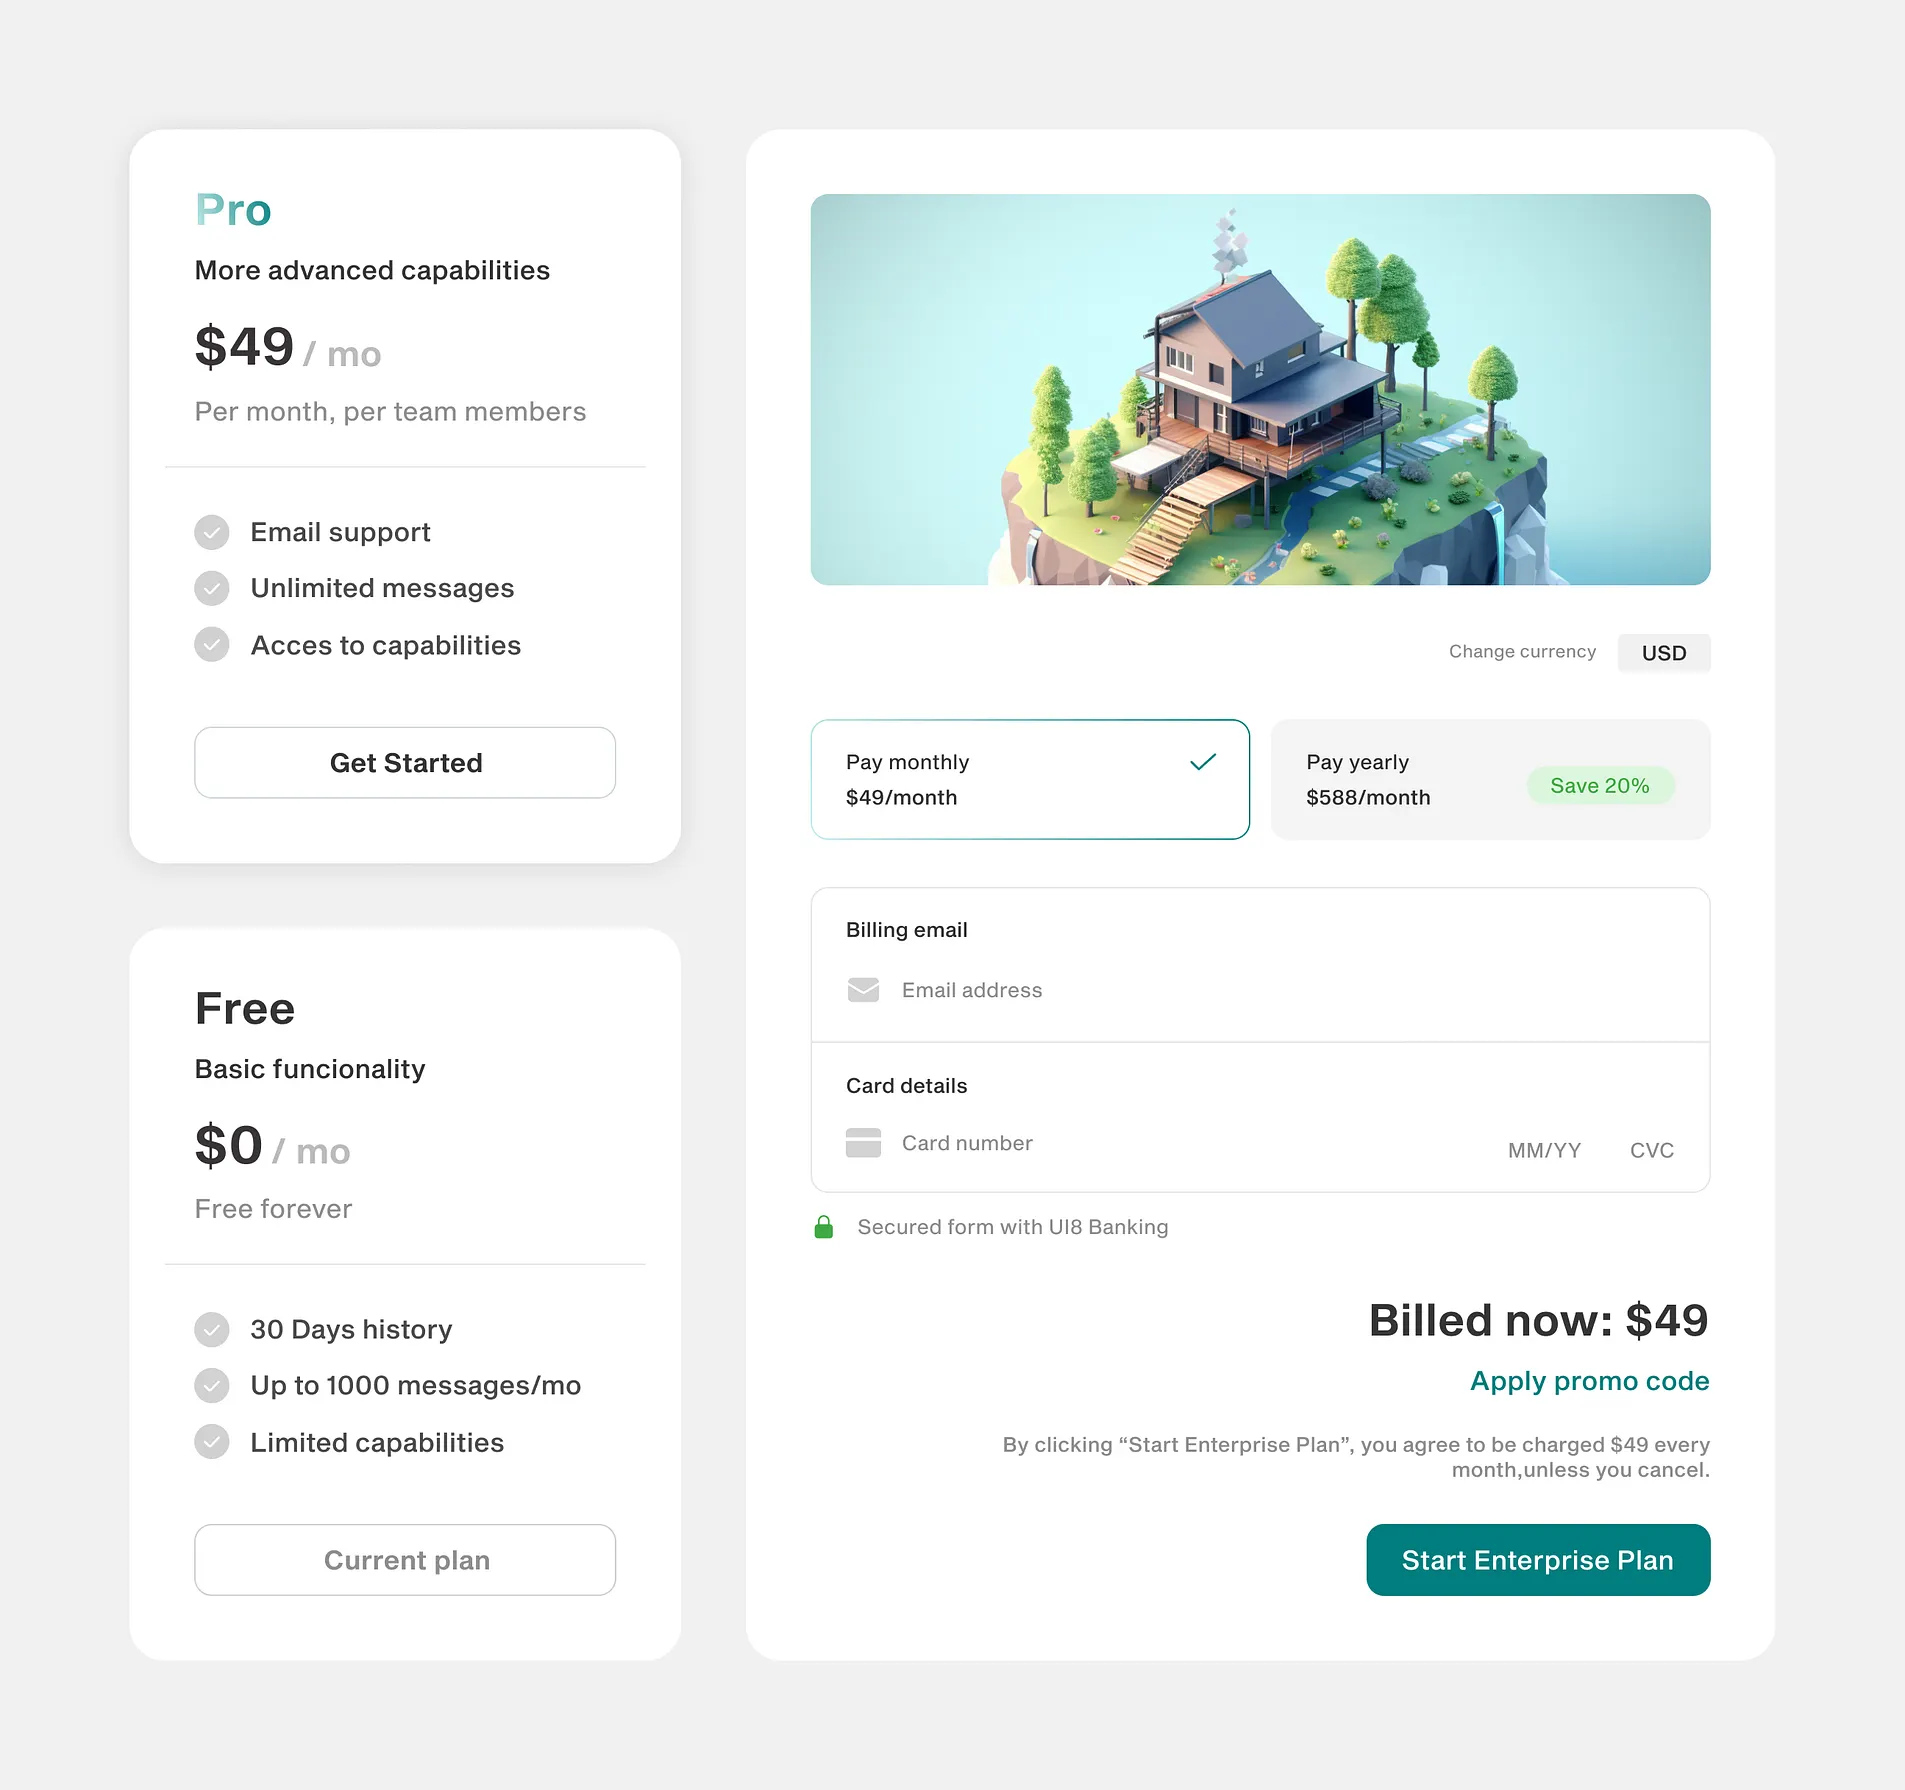 Pro
More advanced capabilities
$49 / mo
Per month, per team members
Email support
Unlimited messages
Acces to capabilities
Get Started
Free
Basic funcionality
$0 / mo
Free forever
30 Days history
Up to 1000 messages/mo
Limited capabilities
Current plan
Change currency USD
Pay monthly
$49/month
Pay yearly
$588/month
Save 20%
Billing email
Email address
Card details
Card number MM/YY CVC
Secured form with UI8 Banking
Billed now: $49
Apply promo code
By clicking “Start Enterprise Plan”, you agree to be charged $49 every
month,unless you cancel.
Start Enterprise Plan